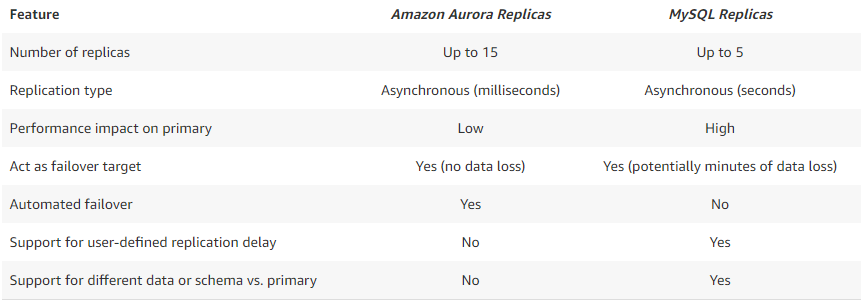 Feature Amazon Aurora Replicas MySQL Replicas
Number of replicas Up to 15 Up to 5
Replication type Asynchronous (milliseconds) Asynchronous (seconds)
Performance impact on primary Low High
Act as failover target Yes (no data loss) Yes (potentially minutes of data loss)
Automated failover Yes No
Support for user-defined replication delay No Yes
Support for different data or schema vs. primary No Yes